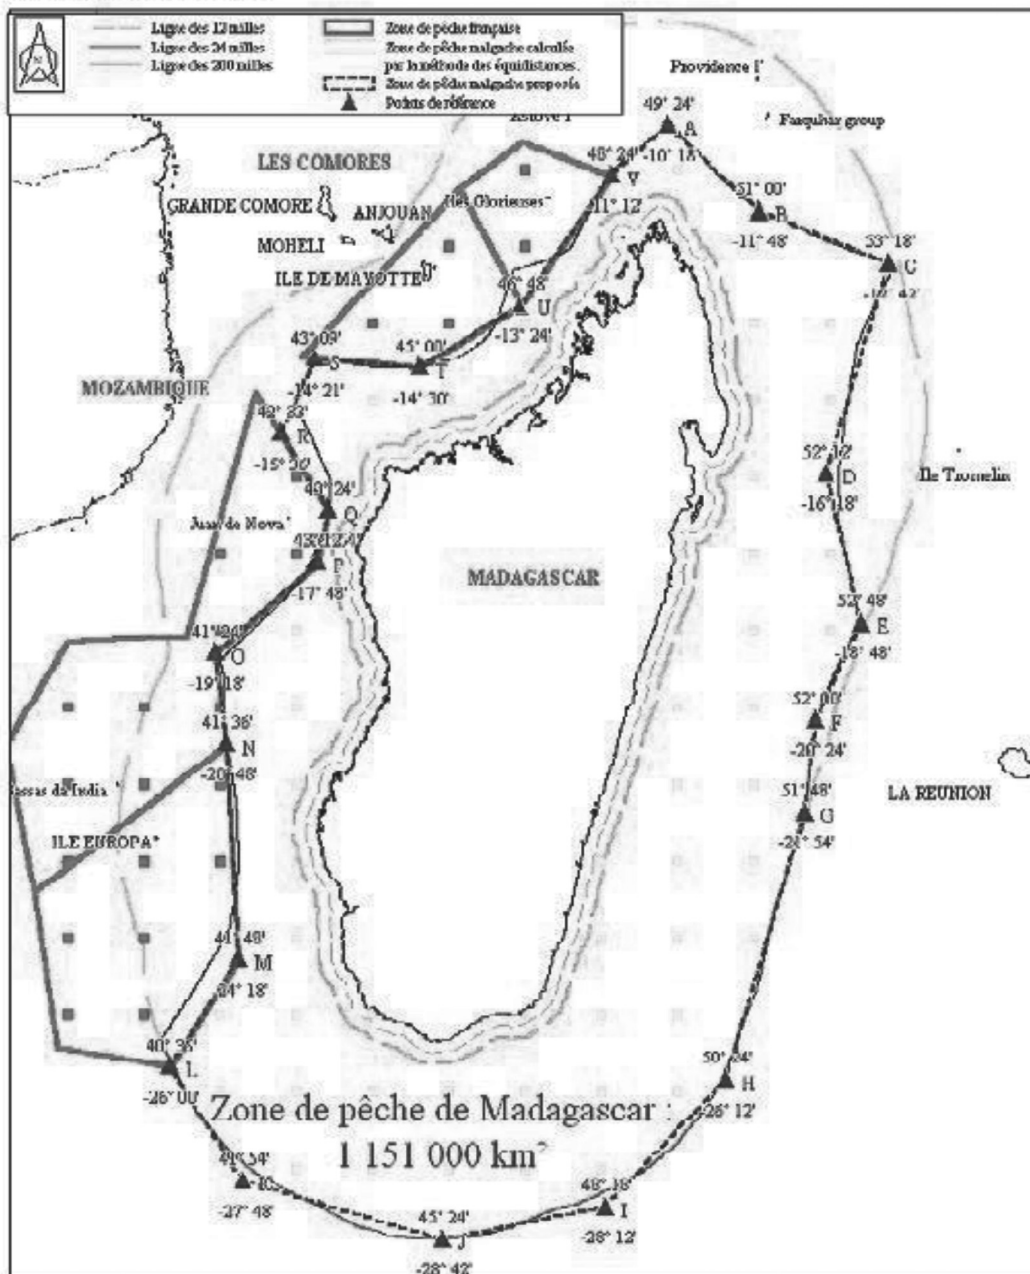 Ligne des 12 milles
Ligne des 24 milles
Ligne des 200 milles
Zone de pêche française
Zone de pêche malgache calculée
par la méthode des équidistances.
Zone de pêche malgache proposée
Points de référence
N
Providence I'
49° 24'
A
-10° 18'
Farquhar group
LES COMORES
48° 24'
V
-11° 12'
Iles Glorieuses
51° 00'
B
-11° 48'
GRANDE COMORE
ANJOUAN
MOHELI
53° 18'
C
ILE DE MAYOTTE
46° 48'
U
-13° 24'
43° 09'
S
-14° 21'
45° 00'
T
-14° 30'
MOZAMBIQUE
R
Q
52° 12'
D
-16° 18'
Ile Tromelin
Juan de Nova
P
-17° 48'
MADAGASCAR
52° 48'
E
-18° 48'
41° 24'
O
-19° 18'
52° 00'
F
-20° 24'
41° 36'
N
51° 48'
G
-21° 54'
LA REUNION
ILE EUROPA
M
40° 36'
L
-26° 00'
50° 24'
H
-26° 12'
Zone de pêche de Madagascar :
1 151 000 km²
-27° 48'
48° 18'
I
-28° 12'
45° 24'
J
-28° 42'